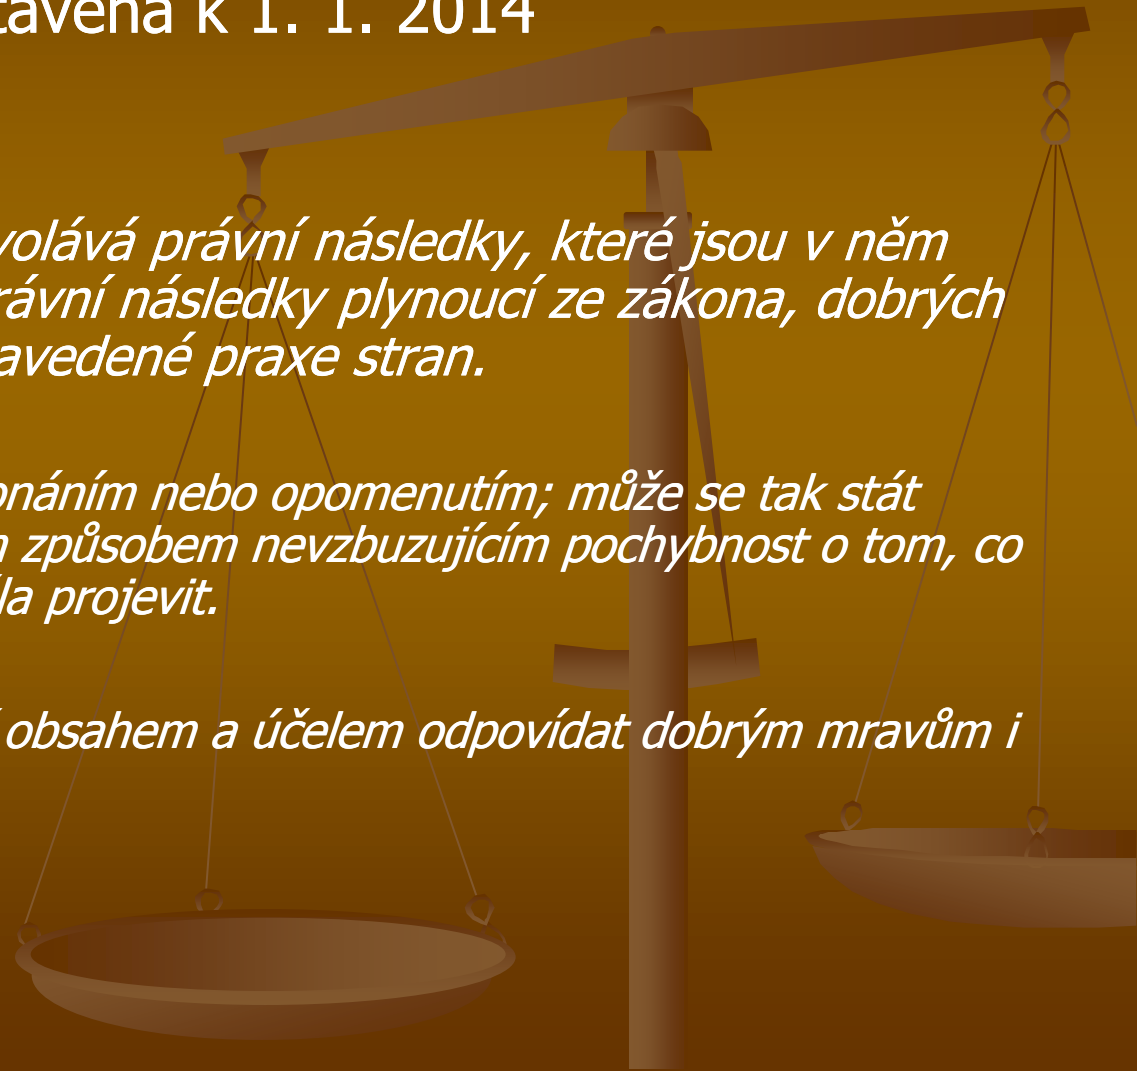 tavena k 1. 1. 2014
volává právní následky, které jsou v něm
rávní následky plynoucí ze zákona, dobrých
avedené praxe stran.
onáním nebo opomenutím; může se tak stát
způsobem nevzbuzujícím pochybnost o tom, co
la projevit.
obsahem a účelem odpovídat dobrým mravům i